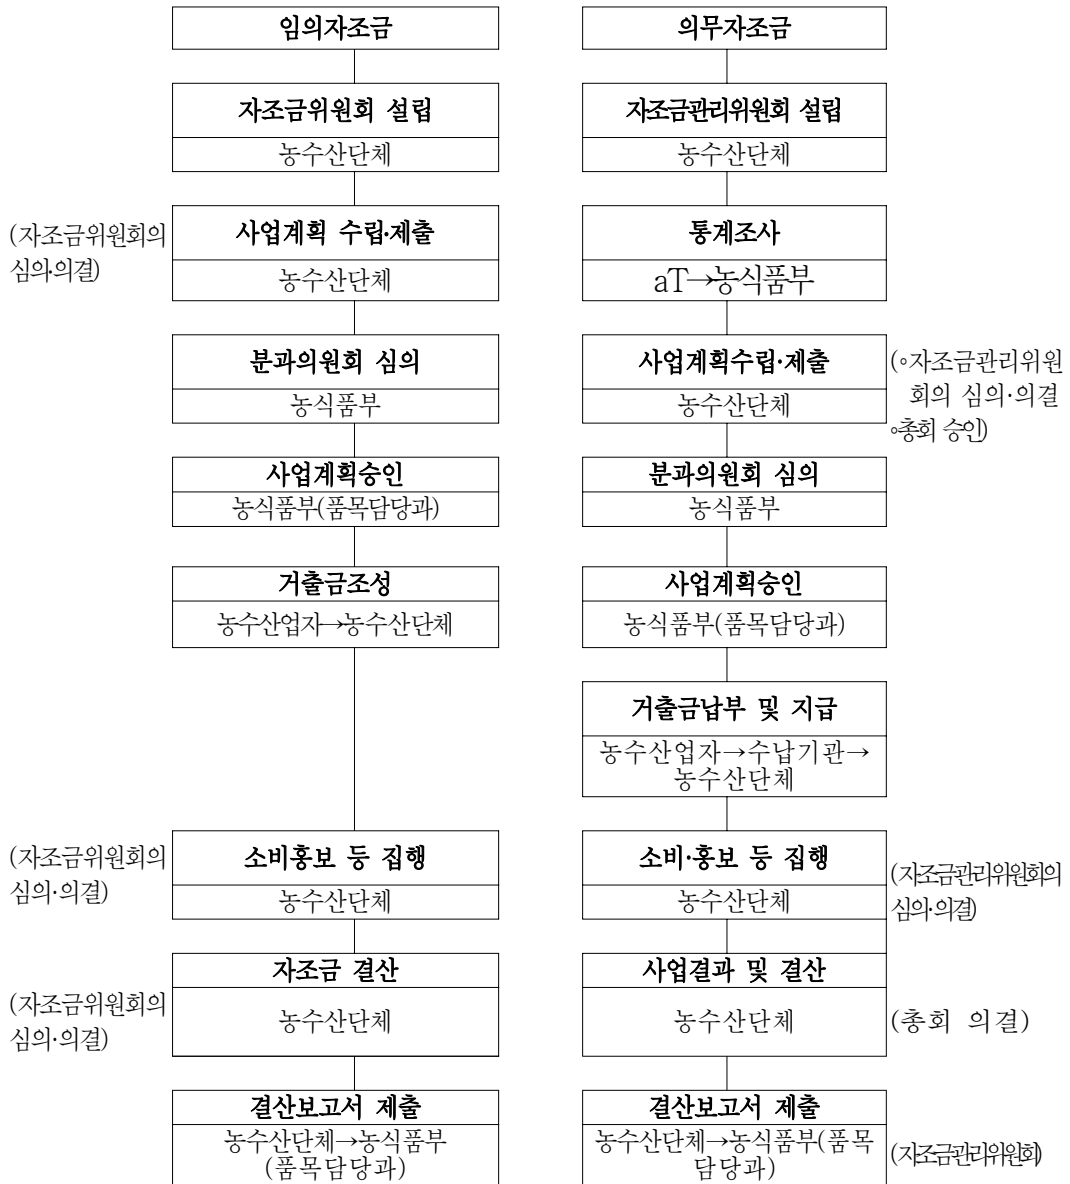 임의자조금
의무자조금
자조금위원회 설립
농수산단체
자조금관리위원회 설립
농수산단체
(자조금위원회의
심의·의결)
사업계획 수립·제출
농수산단체
통계조사
aT→농식품부
분과의원회 심의
농식품부
사업계획수립·제출
농수산단체
(∘자조금관리위원
회의 심의·의결
∘총회 승인)
사업계획승인
농식품부(품목담당과)
분과의원회 심의
농식품부
거출금조성
농수산업자→농수산단체
사업계획승인
농식품부(품목담당과)
거출금납부 및 지급
농수산업자→수납기관→
농수산단체
(자조금위원회의
심의·의결)
소비홍보 등 집행
농수산단체
소비·홍보 등 집행
농수산단체
(자조금관리위원회의
심의·의결)
(자조금위원회의
심의·의결)
자조금 결산
농수산단체
사업결과 및 결산
농수산단체
(총회 의결)
결산보고서 제출
농수산단체→농식품부
(품목담당과)
결산보고서 제출
농수산단체→농식품부(품목
담당과)
(자조금관리위원회)